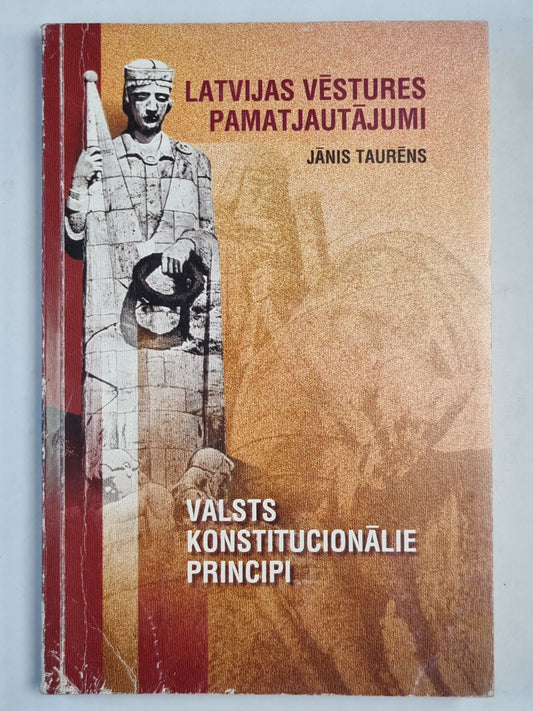 LATVIJAS VĒSTURES
PAMATJAUTĀJUMI
JĀNIS TAURĒNS
VALSTS
KONSTITUCIONĀLIE
PRINCIPI